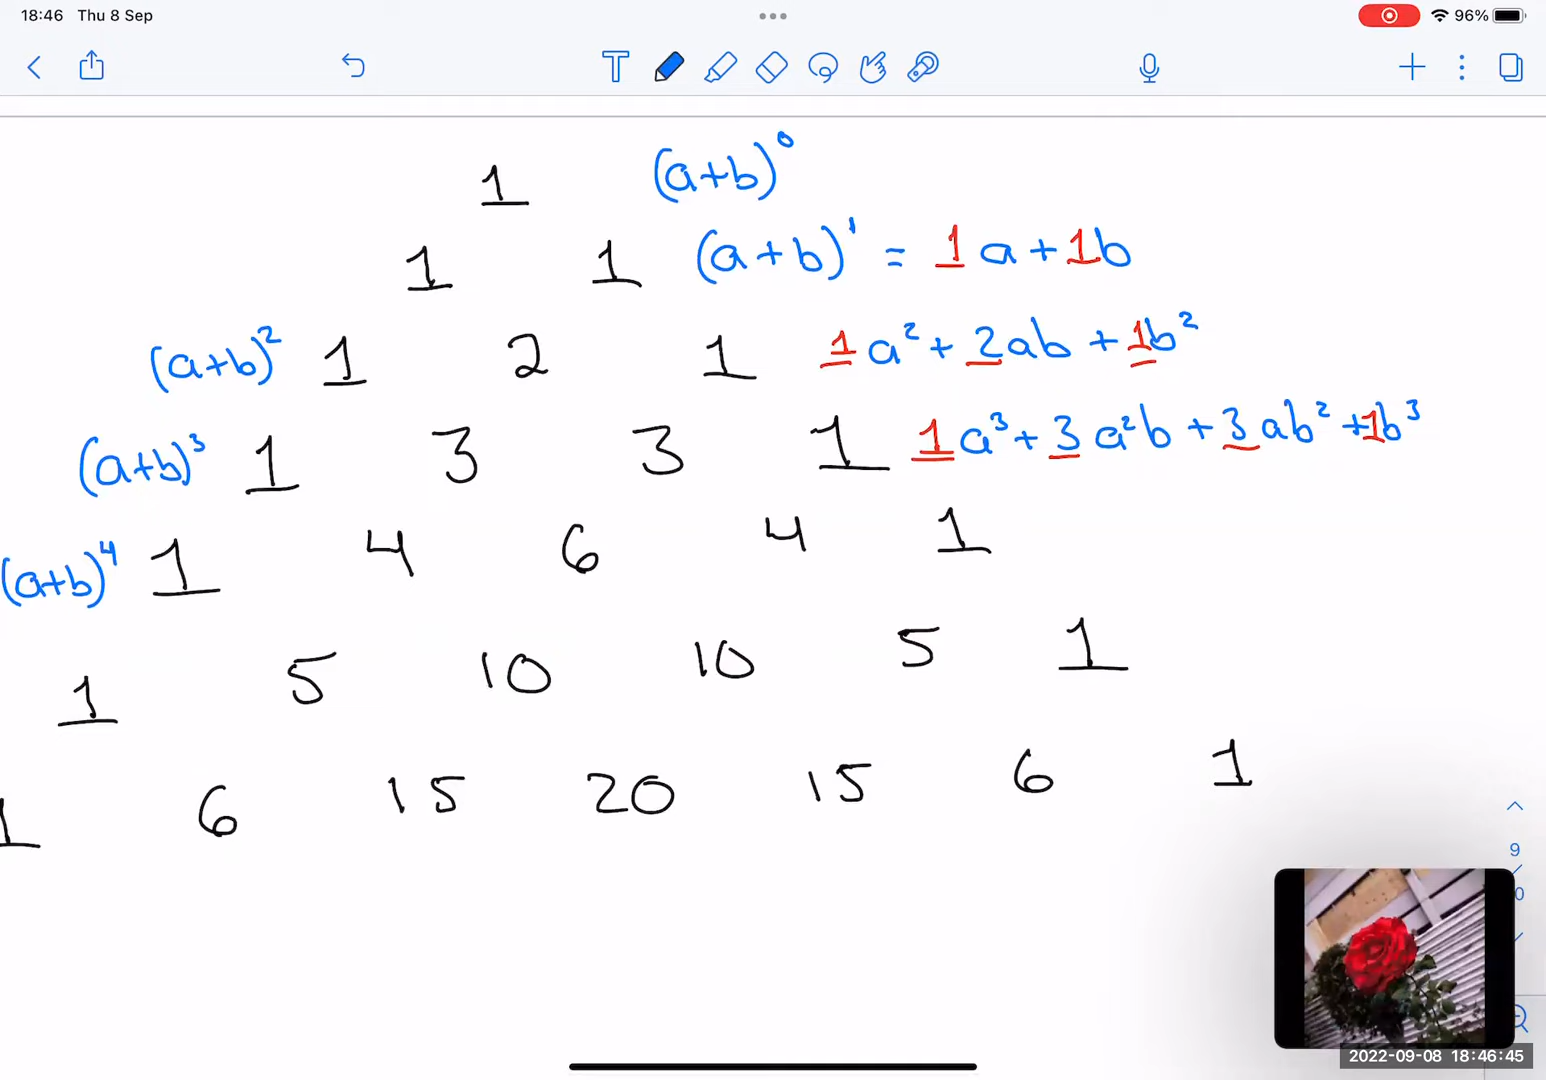 18:46 Thu 8 Sep 96%
1 (a+b)⁰
1 1 (a+b)¹ = 1a+1b
(a+b)² 1 2 1 1a²+2ab+1b²
(a+b)³ 1 3 3 1 1a³+3a²b+3ab²+1b³
(a+b)⁴ 1 4 6 4 1
1 5 10 10 5 1
1 6 15 20 15 6 1
9
2022-09-08 18:46:45